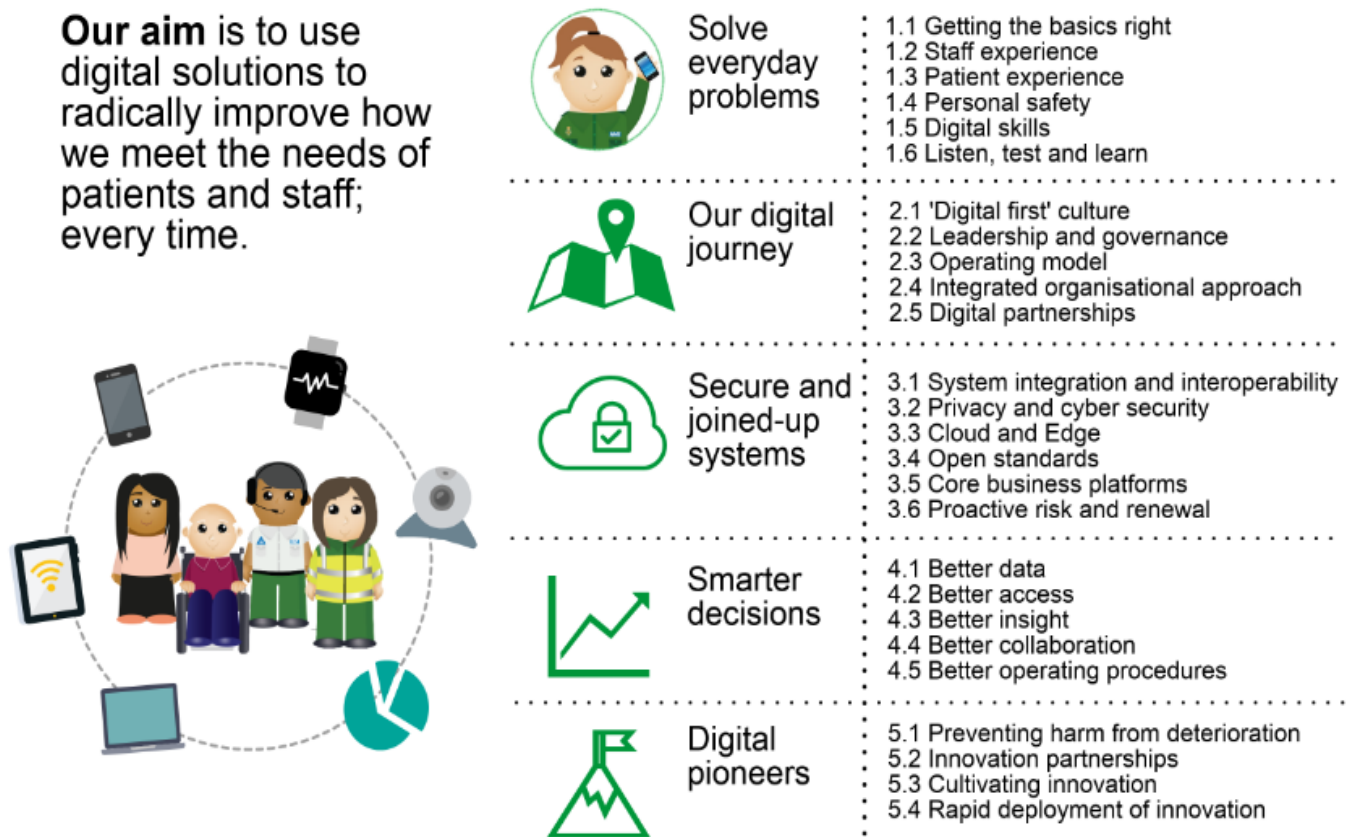 Our aim is to use
digital solutions to
radically improve how
we meet the needs of
patients and staff;
every time.
Solve
everyday
problems
1.1 Getting the basics right
1.2 Staff experience
1.3 Patient experience
1.4 Personal safety
1.5 Digital skills
1.6 Listen, test and learn
Our digital
journey
2.1 'Digital first' culture
2.2 Leadership and governance
2.3 Operating model
2.4 Integrated organisational approach
2.5 Digital partnerships
Secure and
joined-up
systems
3.1 System integration and interoperability
3.2 Privacy and cyber security
3.3 Cloud and Edge
3.4 Open standards
3.5 Core business platforms
3.6 Proactive risk and renewal
Smarter
decisions
4.1 Better data
4.2 Better access
4.3 Better insight
4.4 Better collaboration
4.5 Better operating procedures
Digital
pioneers
5.1 Preventing harm from deterioration
5.2 Innovation partnerships
5.3 Cultivating innovation
5.4 Rapid deployment of innovation